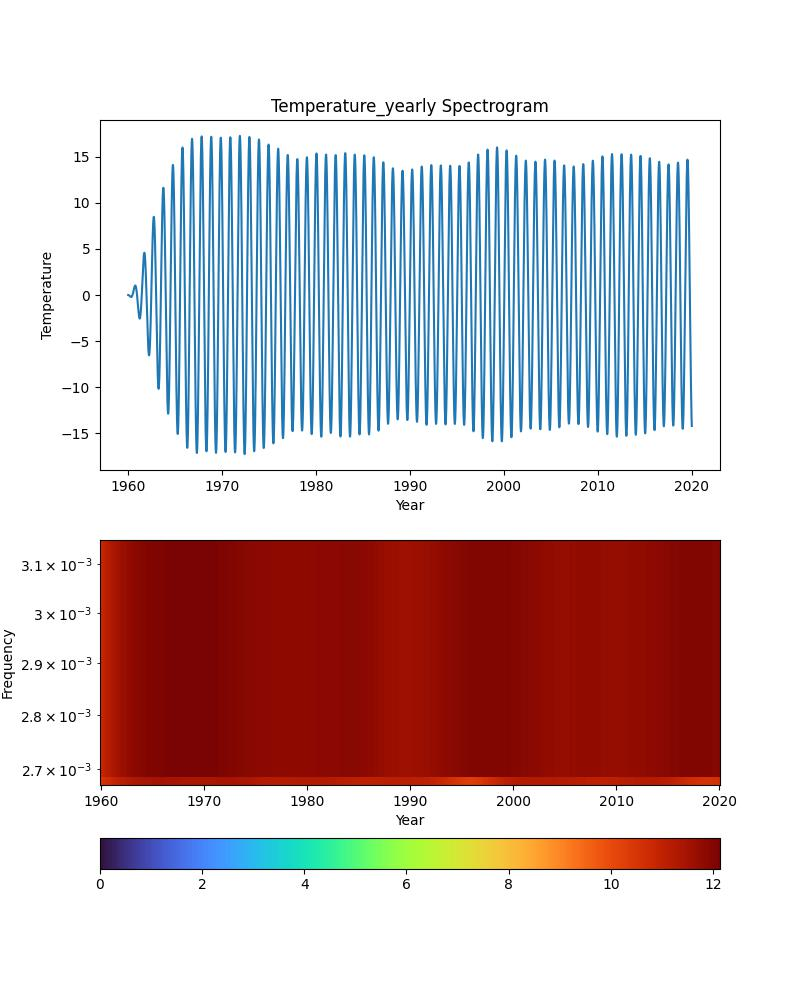 Temperature_yearly Spectrogram
15
10
5
0
−5
−10
−15
Temperature
1960 1970 1980 1990 2000 2010 2020
Year
3.1 × 10⁻³
3 × 10⁻³
2.9 × 10⁻³
2.8 × 10⁻³
2.7 × 10⁻³
Frequency
1960 1970 1980 1990 2000 2010 2020
Year
0 2 4 6 8 10 12